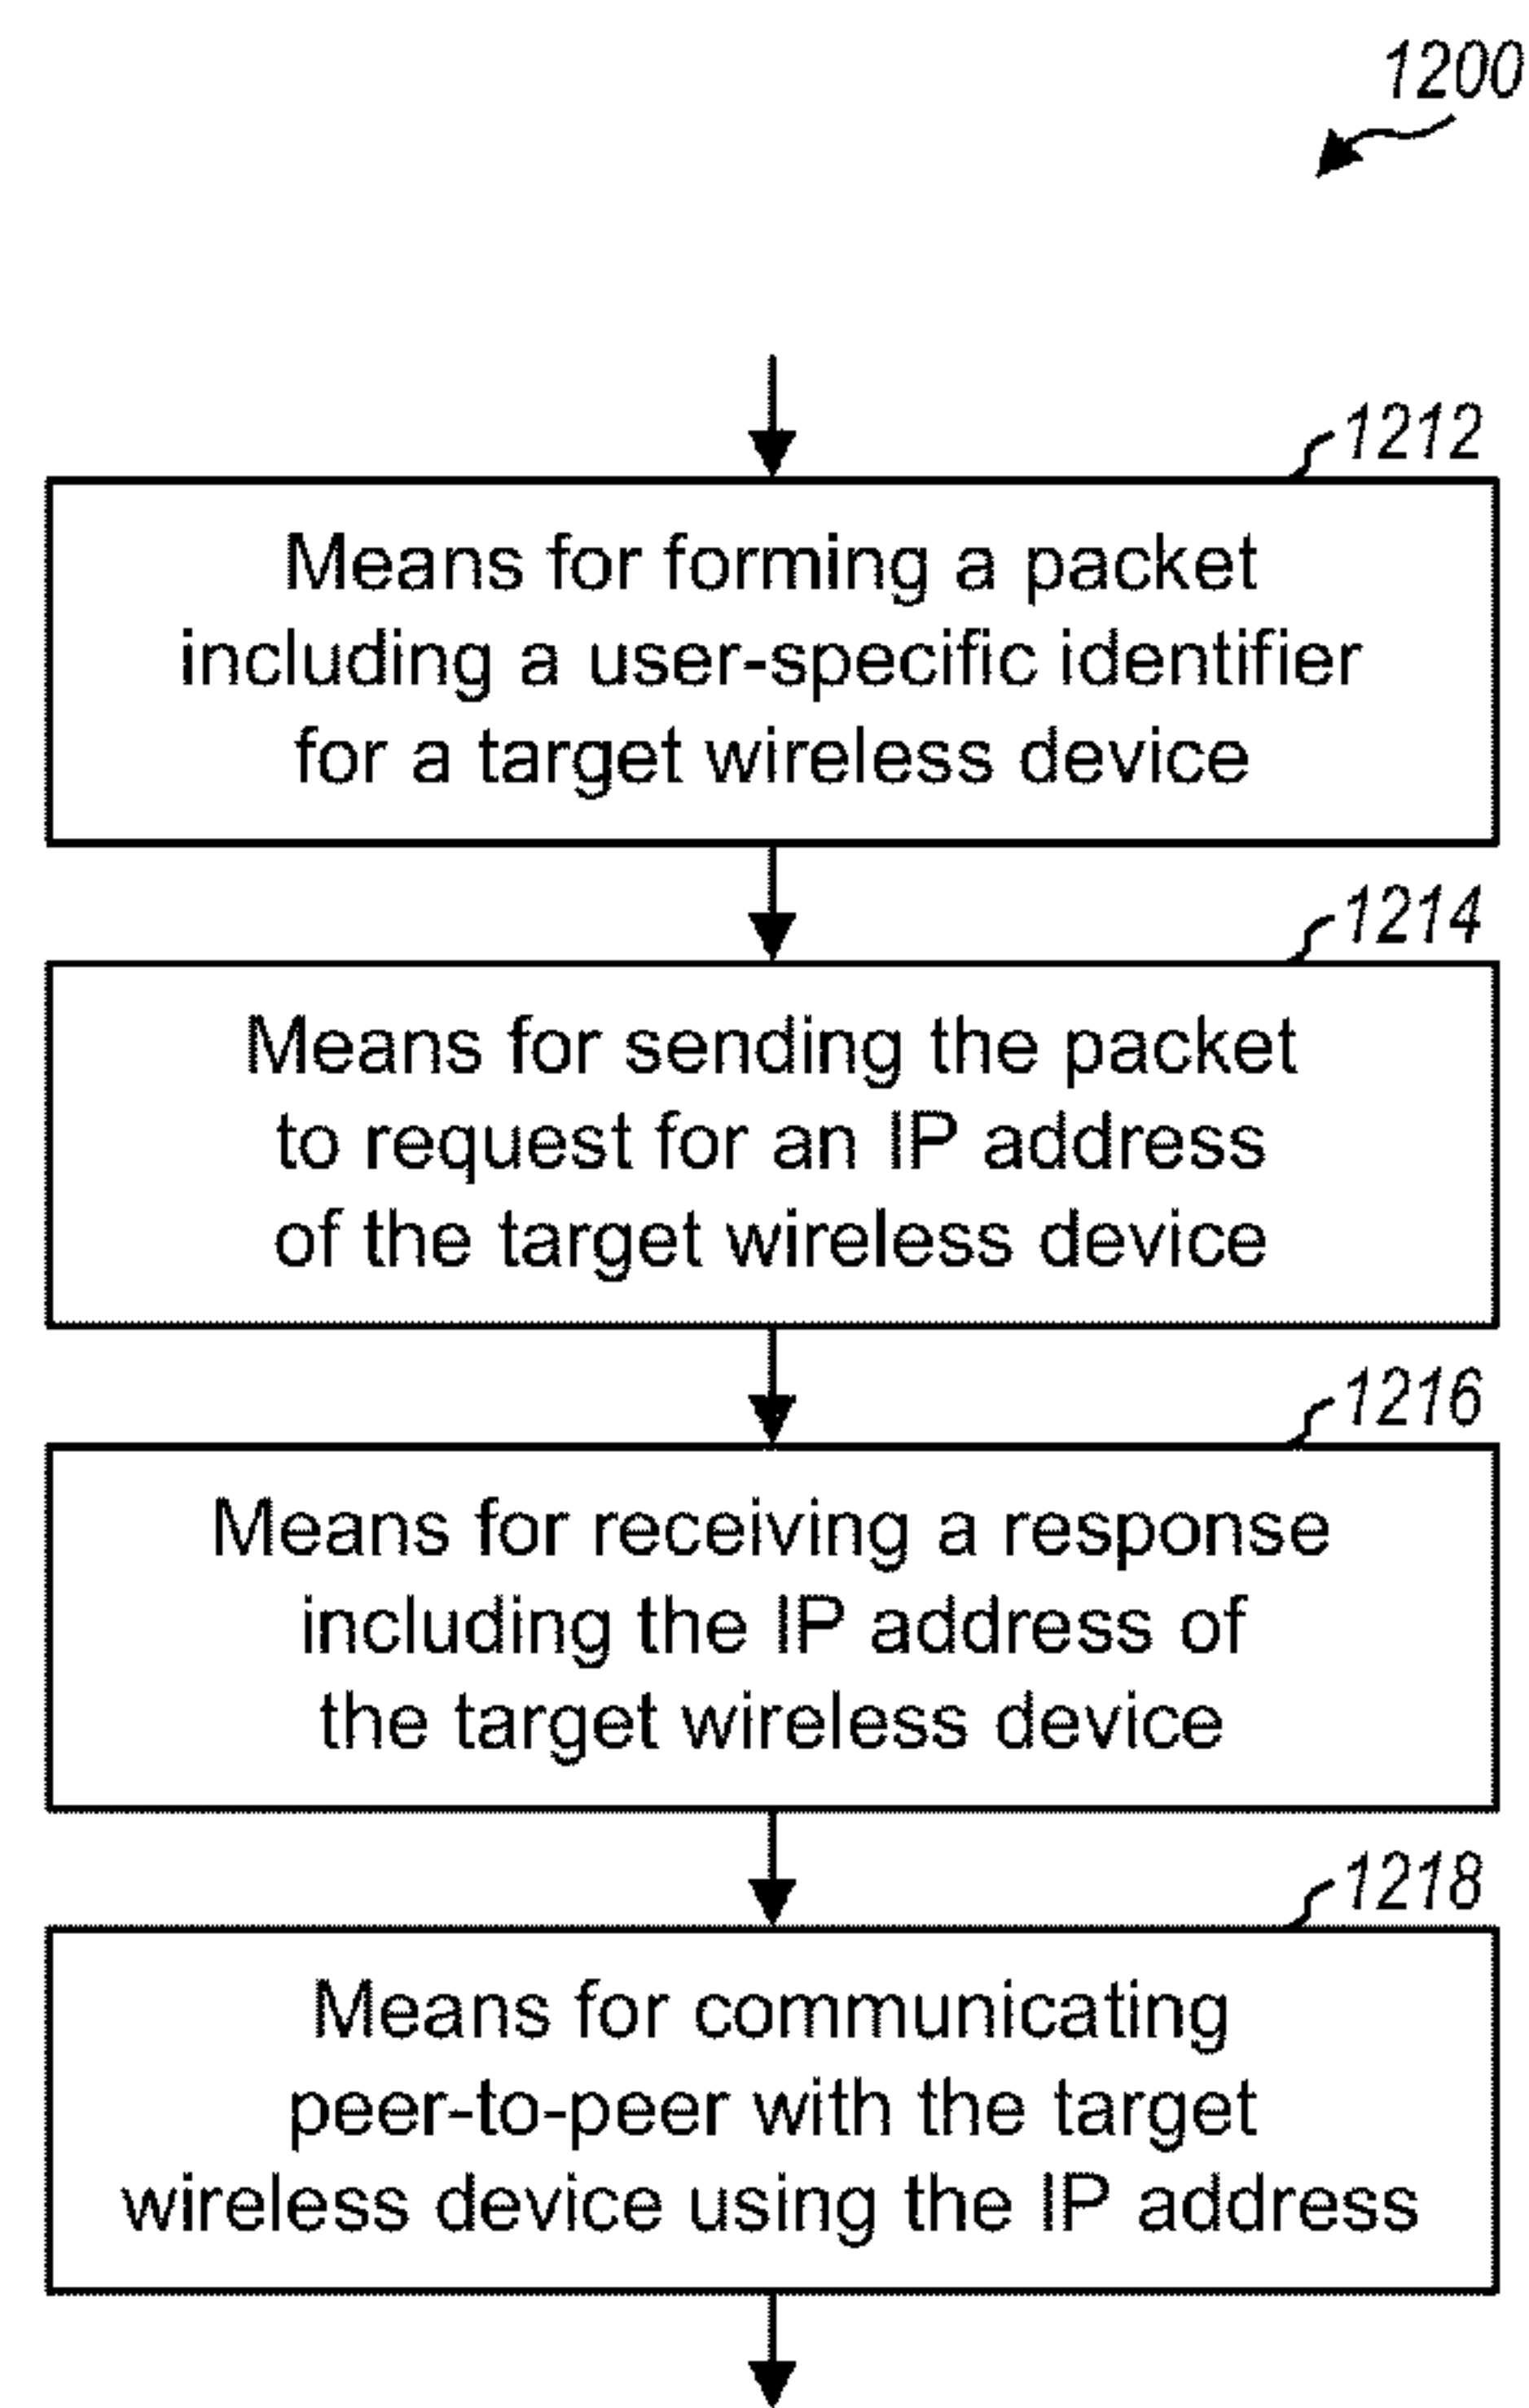 1200
1212
Means for forming a packet
including a user-specific identifier
for a target wireless device
1214
Means for sending the packet
to request for an IP address
of the target wireless device
1216
Means for receiving a response
including the IP address of
the target wireless device
1218
Means for communicating
peer-to-peer with the target
wireless device using the IP address